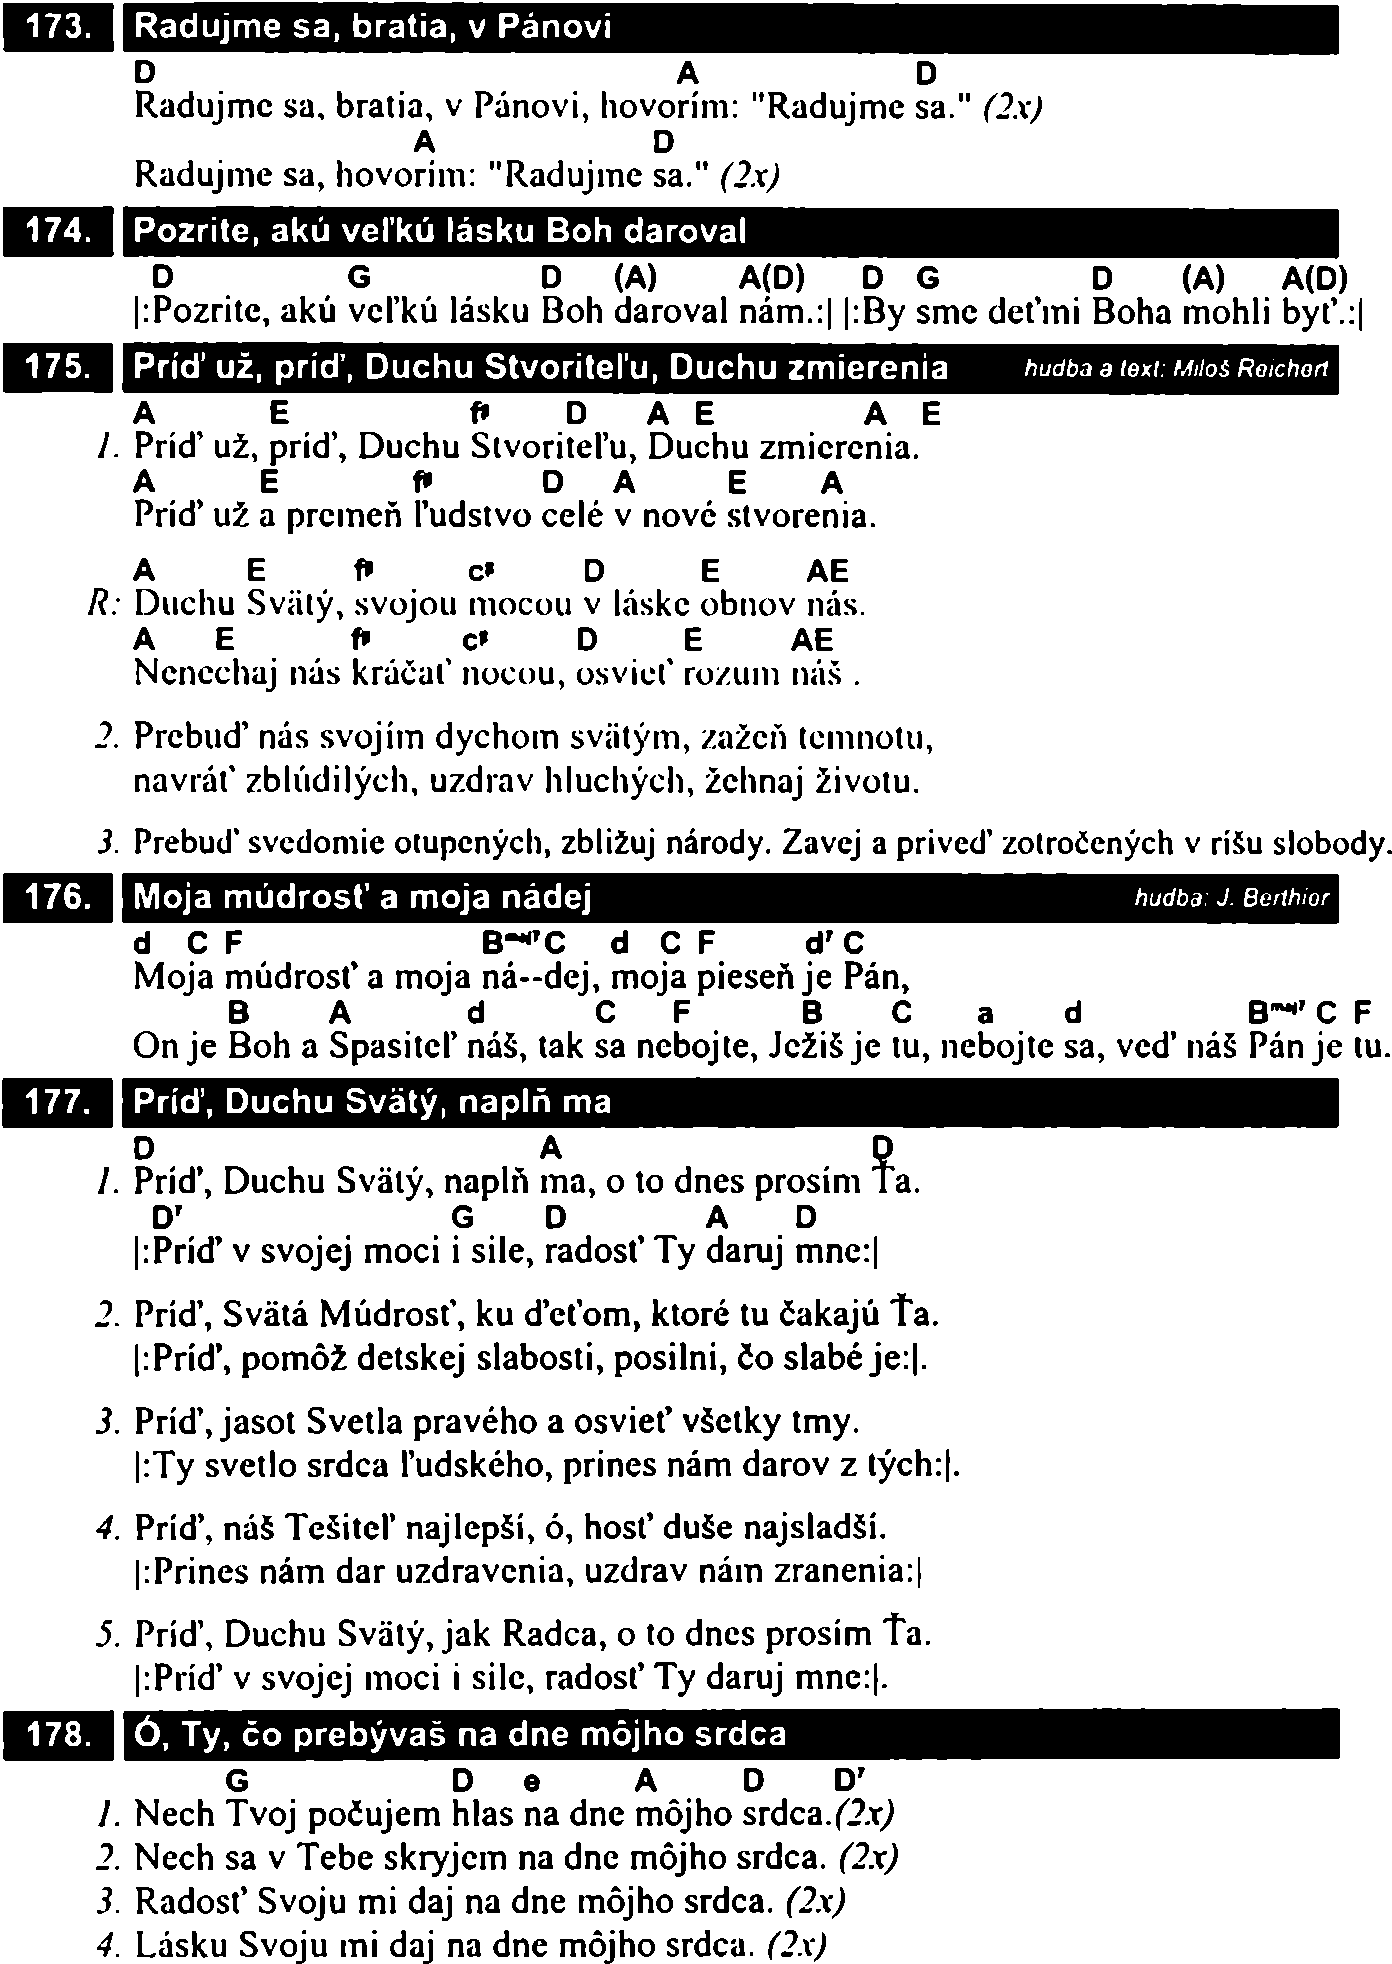 173. Radujme sa, bratia, v Pánovi
D A D
Radujme sa, bratia, v Pánovi, hovorím: "Radujme sa." (2x)
A D
Radujme sa, hovorím: "Radujme sa." (2x)
174. Pozrite, akú veľkú lásku Boh daroval
D G D (A) A(D) D G D (A) A(D)
|:Pozrite, akú veľkú lásku Boh daroval nám.:| |:By sme deťmi Boha mohli byť.:|
175. Príď už, príď, Duchu Stvoriteľu, Duchu zmierenia hudba a text: Miloš Reichert
A E f# D A E A E
1. Príď už, príď, Duchu Stvoriteľu, Duchu zmierenia.
A E f# D A E A
Príď už a premeň ľudstvo celé v nové stvorenia.
A E f# c# D E AE
R: Duchu Svätý, svojou mocou v láske obnov nás.
A E f# c# D E AE
Nenechaj nás kráčať nocou, osvieť rozum náš .
2. Prebuď nás svojím dychom svätým, zažeň temnotu,
navráť zblúdilých, uzdrav hluchých, žehnaj životu.
3. Prebuď svedomie otupených, zbližuj národy. Zavej a priveď zotročených v ríšu slobody.
176. Moja múdrosť a moja nádej hudba: J. Berthier
d C F Bmaj7 C d C F d7 C
Moja múdrosť a moja ná--dej, moja pieseň je Pán,
B A d C F B C a d Bmaj7 C F
On je Boh a Spasiteľ náš, tak sa nebojte, Ježiš je tu, nebojte sa, veď náš Pán je tu.
177. Príď, Duchu Svätý, naplň ma
D A D
1. Príď, Duchu Svätý, naplň ma, o to dnes prosím Ťa.
D7 G D A D
|:Príď v svojej moci i sile, radosť Ty daruj mne:|
2. Príď, Svätá Múdrosť, ku ďeťom, ktoré tu čakajú Ťa.
|:Príď, pomôž detskej slabosti, posilni, čo slabé je:|.
3. Príď, jasot Svetla pravého a osvieť všetky tmy.
|:Ty svetlo srdca ľudského, prines nám darov z tých:|.
4. Príď, náš Tešiteľ najlepší, ó, hosť duše najsladší.
|:Prines nám dar uzdravenia, uzdrav nám zranenia:|
5. Príď, Duchu Svätý, jak Radca, o to dnes prosím Ťa.
|:Príď v svojej moci i sile, radosť Ty daruj mne:|.
178. Ó, Ty, čo prebývaš na dne môjho srdca
G D e A D D7
1. Nech Tvoj počujem hlas na dne môjho srdca.(2x)
2. Nech sa v Tebe skryjem na dne môjho srdca. (2x)
3. Radosť Svoju mi daj na dne môjho srdca. (2x)
4. Lásku Svoju mi daj na dne môjho srdca. (2x)